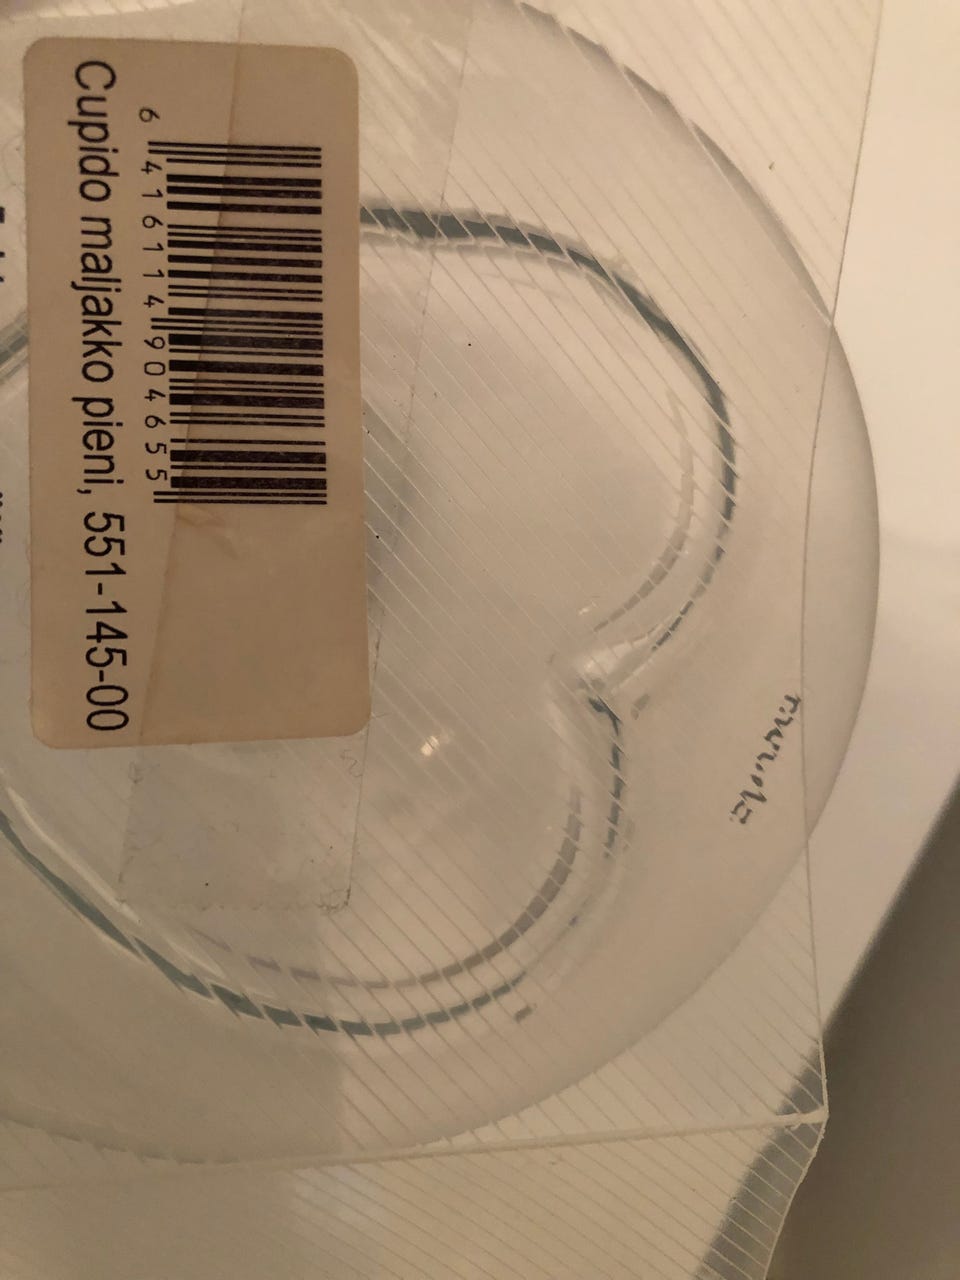 Cupido maljakko pieni, 551-145-00
6 416114 904655